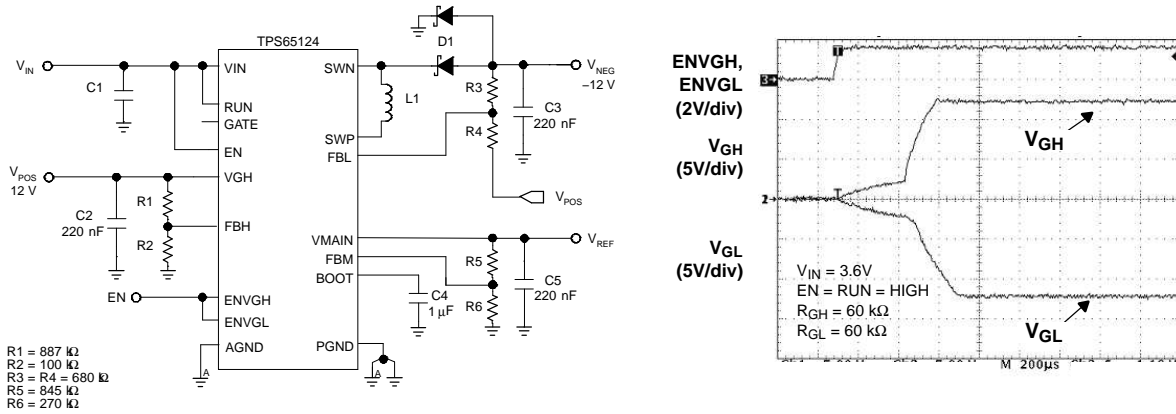 TPS65124
V_IN
C1
VIN
RUN
GATE
EN
V_POS
12 V
C2
220 nF
R1
R2
VGH
FBH
EN
ENVGH
ENVGL
AGND
A
SWN
SWP
FBL
L1
D1
R3
R4
C3
220 nF
V_NEG
–12 V
V_POS
VMAIN
FBM
BOOT
PGND
A
C4
1 μF
R5
R6
C5
220 nF
V_REF
R1 = 887 kΩ
R2 = 100 kΩ
R3 = R4 = 680 kΩ
R5 = 845 kΩ
R6 = 270 kΩ
ENVGH,
ENVGL
(2V/div)
V_GH
(5V/div)
V_GL
(5V/div)
3
T
2
T
V_GH
V_GL
V_IN = 3.6V
EN = RUN = HIGH
R_GH = 60 kΩ
R_GL = 60 kΩ
M 200μs